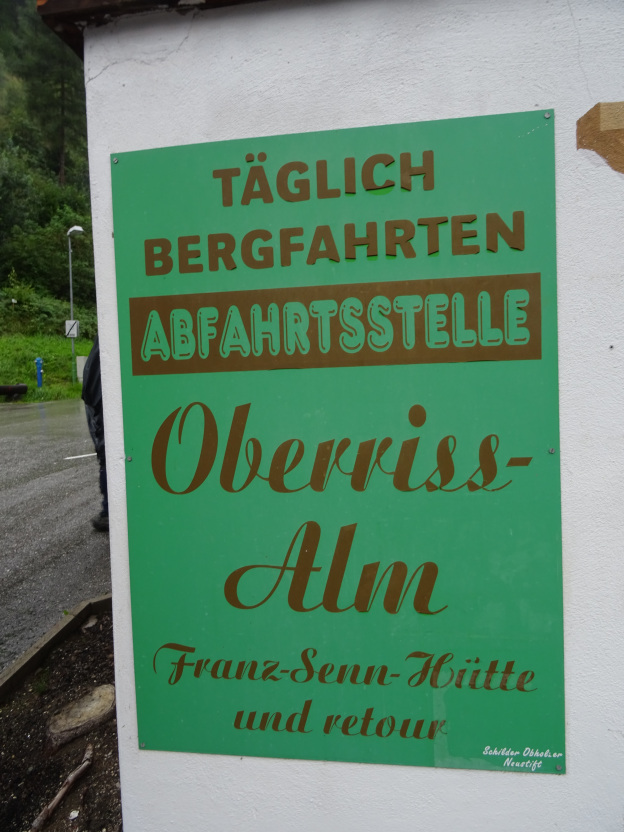 TÄGLICH
BERGFAHRTEN
ABFAHRTSSTELLE
Oberriss-
Alm
Franz-Senn-Hütte
und retour
Schilder Obholzer
Neustift